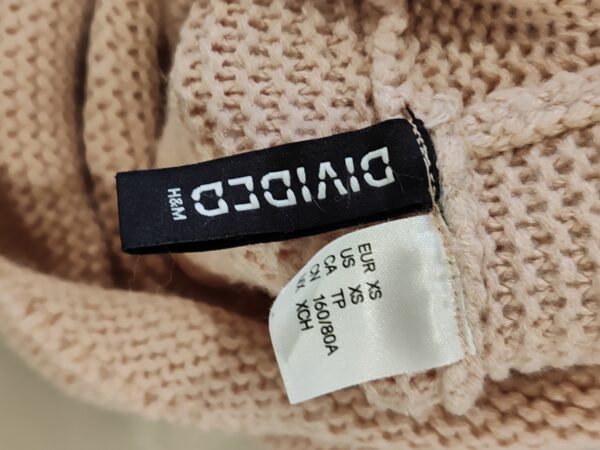 DIVIDED
H&M
EUR XS
US XS
CA TP
CN 160/80A
MX XCH